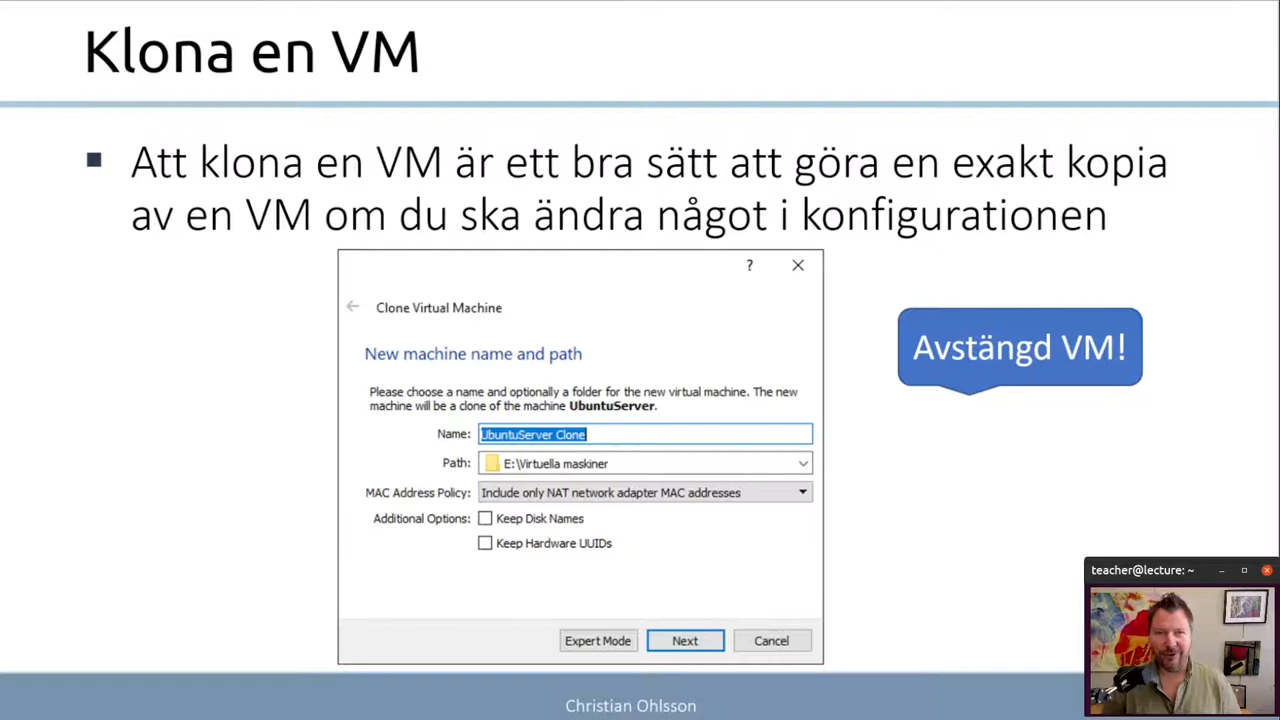 Klona en VM
Att klona en VM är ett bra sätt att göra en exakt kopia
av en VM om du ska ändra något i konfigurationen
?
Clone Virtual Machine
New machine name and path
Please choose a name and optionally a folder for the new virtual machine. The new
machine will be a clone of the machine UbuntuServer.
Name: UbuntuServer Clone
Path: E:\Virtuella maskiner
MAC Address Policy: Include only NAT network adapter MAC addresses
Additional Options: Keep Disk Names
Keep Hardware UUIDs
Expert Mode Next Cancel
Avstängd VM!
teacher@lecture: ~
Christian Ohlsson